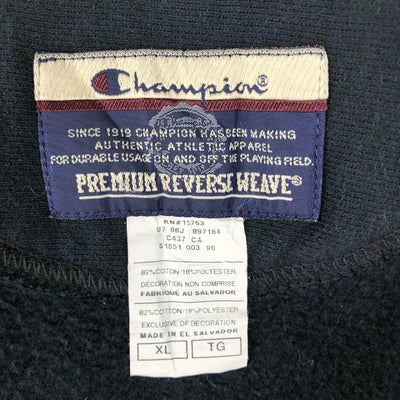 Champion®
SINCE 1919 CHAMPION HAS BEEN MAKING
AUTHENTIC ATHLETIC APPAREL
FOR DURABLE USAGE ON AND OFF THE PLAYING FIELD.
PREMIUM REVERSE WEAVE®
RN#15763
07 08J 897184
C437 CA
S1051 003 90
82%COTTON/18%POLYESTER
DÉCORATION NON COMPRISE
FABRIQUÉ AU SALVADOR
82%COTTON/18%POLYESTER
EXCLUSIVE OF DECORATION
MADE IN EL SALVADOR
XL TG